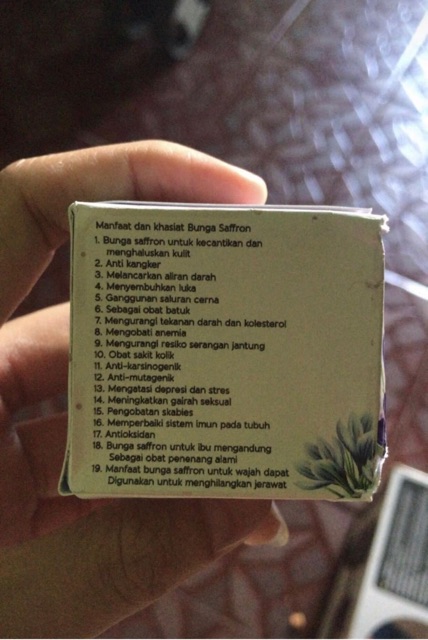 Manfaat dan khasiat Bunga Saffron
1. Bunga saffron untuk kecantikan dan
menghaluskan kulit
2. Anti kangker
3. Melancarkan aliran darah
4. Menyembuhkan luka
5. Ganggunan saluran cerna
6. Sebagai obat batuk
7. Mengurangi tekanan darah dan kolesterol
8. Mengobati anemia
9. Mengurangi resiko serangan jantung
10. Obat sakit kolik
11. Anti-karsinogenik
12. Anti-mutagenik
13. Mengatasi depresi dan stres
14. Meningkatkan gairah seksual
15. Pengobatan skabies
16. Memperbaiki sistem imun pada tubuh
17. Antioksidan
18. Bunga saffron untuk ibu mengandung
Sebagai obat penenang alami
19. Manfaat bunga saffron untuk wajah dapat
Digunakan untuk menghilangkan jerawat